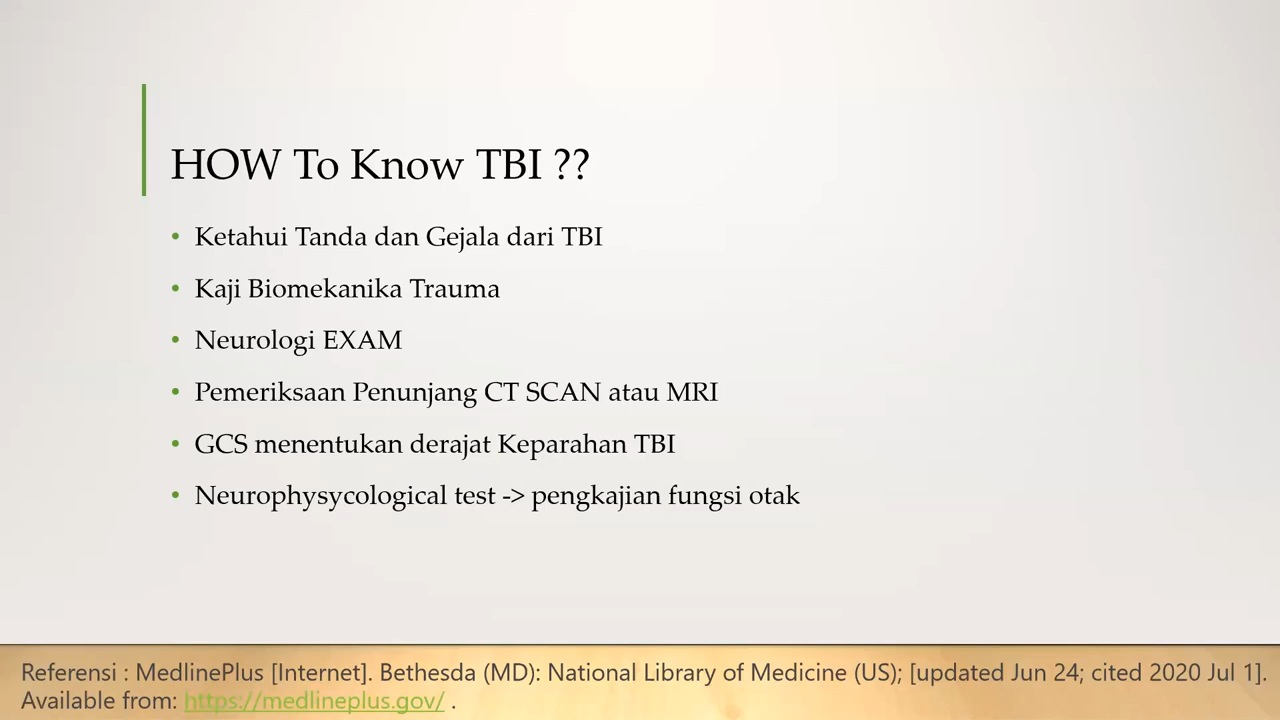 HOW To Know TBI ??
• Ketahui Tanda dan Gejala dari TBI
• Kaji Biomekanika Trauma
• Neurologi EXAM
• Pemeriksaan Penunjang CT SCAN atau MRI
• GCS menentukan derajat Keparahan TBI
• Neurophysycological test -> pengkajian fungsi otak
Referensi : MedlinePlus [Internet]. Bethesda (MD): National Library of Medicine (US); [updated Jun 24; cited 2020 Jul 1].
Available from: https://medlineplus.gov/ .